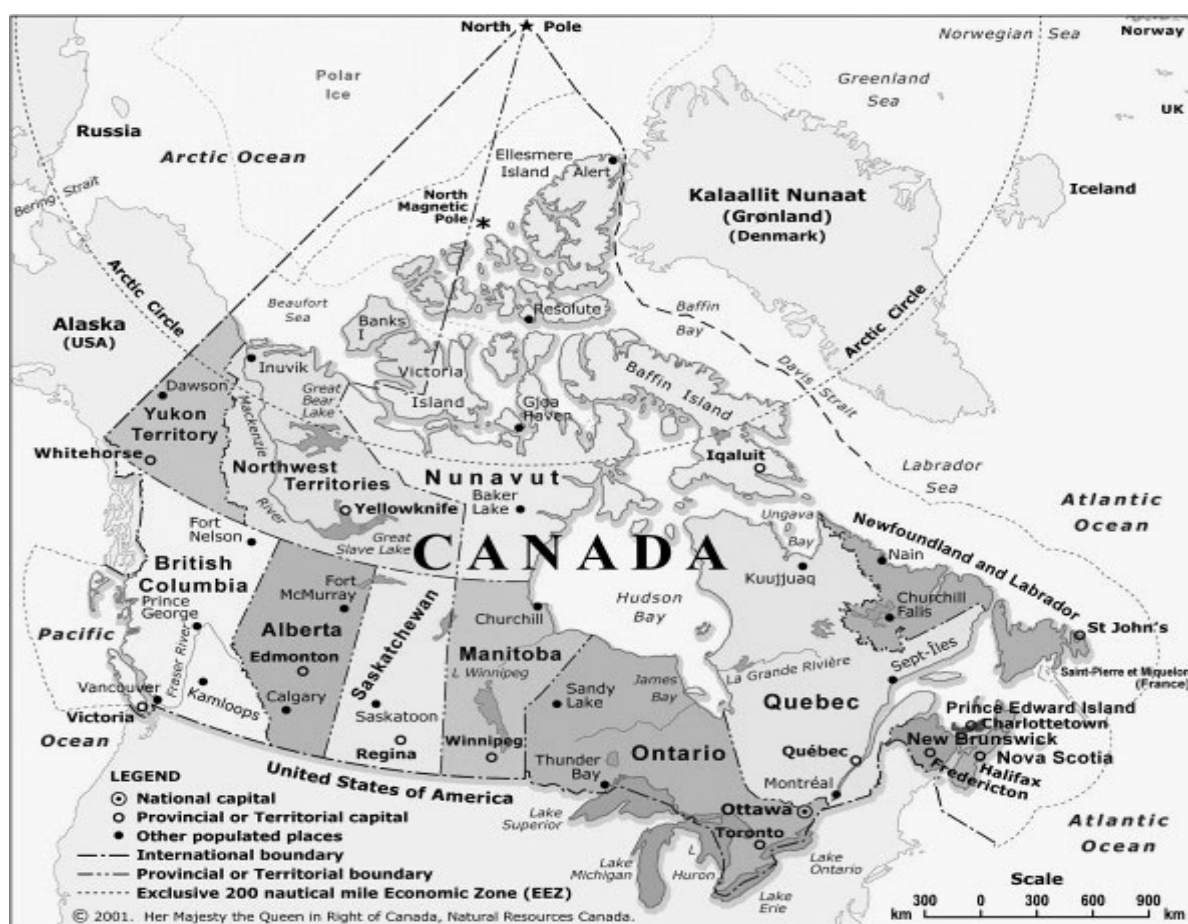 North Pole
Norwegian Sea
Norway
Polar
Ice
Greenland
Sea
UK
Russia
Arctic Ocean
Ellesmere
Island
Alert
Bering Strait
North
Magnetic
Pole
Kalaallit Nunaat
(Grønland)
(Denmark)
Iceland
Arctic Circle
Beaufort
Sea
Banks
I
Resolute
Baffin
Bay
Arctic Circle
Alaska
(USA)
Inuvik
Victoria
Island
Baffin Island
Davis Strait
Dawson
Great
Bear
Lake
Gjoa
Haven
Yukon
Territory
Mackenzie
River
Whitehorse
Northwest
Territories
Nunavut
Iqaluit
Labrador
Sea
Yellowknife
Baker
Lake
Ungava
Bay
Atlantic
Ocean
Fort
Nelson
Great
Slave Lake
CANADA
Newfoundland and Labrador
Nain
British
Columbia
Fort
McMurray
Kuujjuaq
Prince
George
Churchill
Hudson
Bay
Churchill
Falls
Pacific
Ocean
Alberta
Saskatchewan
Manitoba
St John's
Edmonton
L Winnipeg
La Grande Rivière
Sept-Îles
Saint-Pierre et Miquelon
(France)
Fraser River
Vancouver
Kamloops
Calgary
Sandy
Lake
James
Bay
Quebec
Victoria
Saskatoon
Prince Edward Island
Charlottetown
Regina
Winnipeg
Ontario
Québec
New Brunswick
Nova Scotia
Halifax
Fredericton
Thunder
Bay
Montréal
United States of America
LEGEND
National capital
Provincial or Territorial capital
Other populated places
International boundary
Provincial or Territorial boundary
Exclusive 200 nautical mile Economic Zone (EEZ)
Lake
Superior
Ottawa
Toronto
Lake
Michigan
L
Huron
Lake
Ontario
Lake
Erie
Atlantic
Ocean
Scale
300 0 300 600 900
km km
© 2001. Her Majesty the Queen in Right of Canada, Natural Resources Canada.